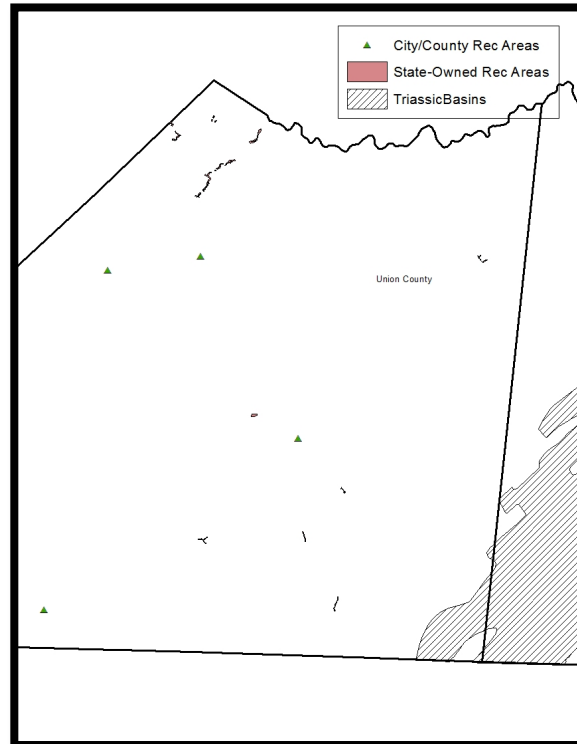 City/County Rec Areas
State-Owned Rec Areas
TriassicBasins
Union County